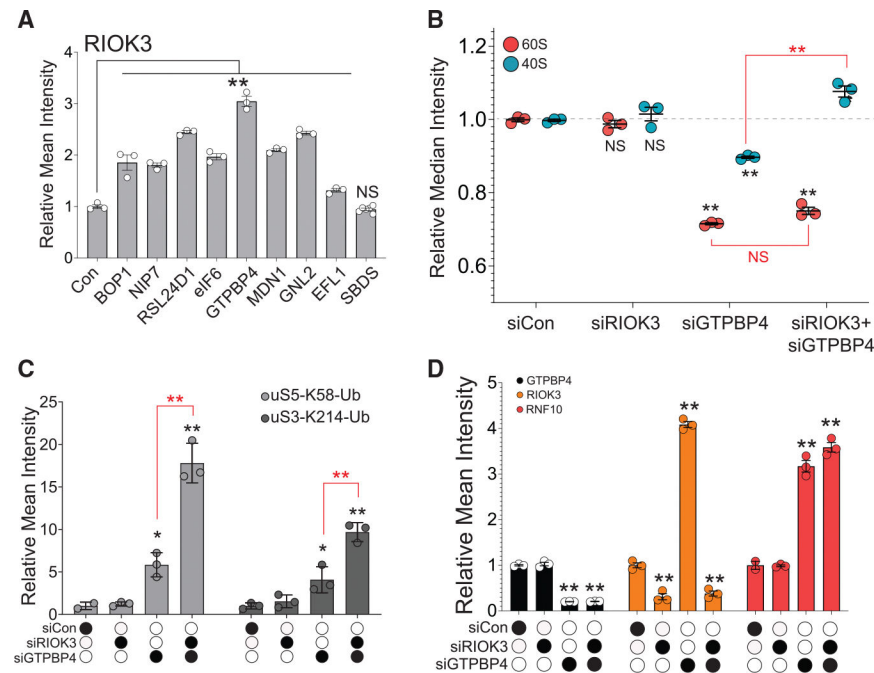 A
RIOK3
Relative Mean Intensity
4
3
2
1
0
**
NS
Con
BOP1
NIP7
RSL24D1
eIF6
GTPBP4
MDN1
GNL2
EFL1
SBDS
B
Relative Median Intensity
1.2
1.0
0.8
0.6
60S
40S
**
NS
NS
**
**
**
NS
siCon
siRIOK3
siGTPBP4
siRIOK3+
siGTPBP4
C
Relative Mean Intensity
25
20
15
10
5
0
uS5-K58-Ub
uS3-K214-Ub
**
**
*
**
**
*
siCon
siRIOK3
siGTPBP4
D
Relative Mean Intensity
5
4
3
2
1
0
GTPBP4
RIOK3
RNF10
**
**
**
**
**
**
**
siCon
siRIOK3
siGTPBP4